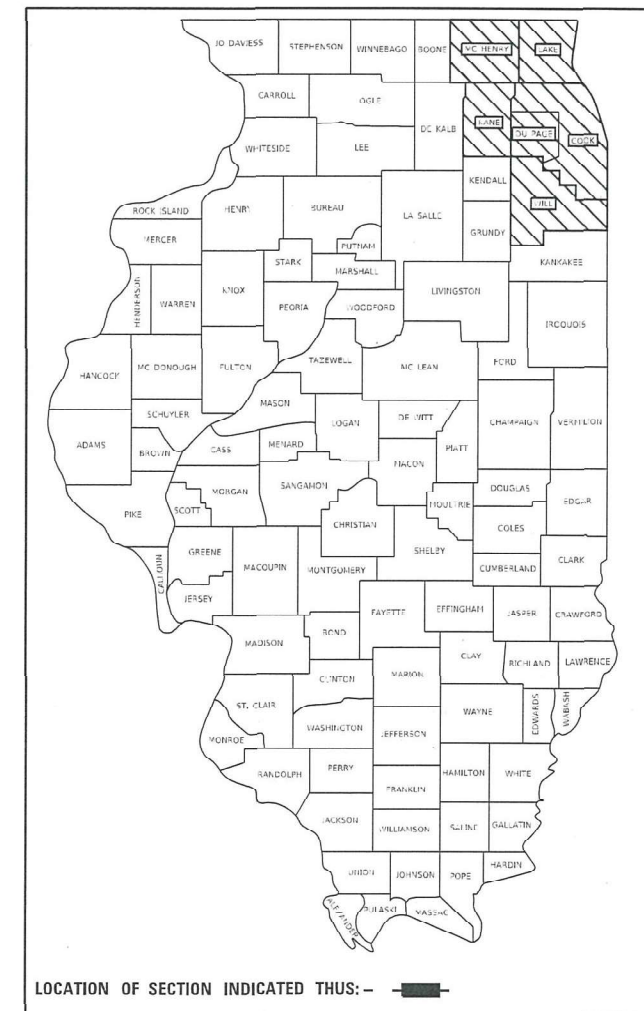 JO DAVIESS STEPHENSON WINNEBAGO BOONE MC HENRY LAKE
CARROLL OGLE DE KALB KANE DU PAGE COOK
WHITESIDE LEE
KENDALL WILL
ROCK ISLAND HENRY BUREAU LA SALLE GRUNDY
MERCER PUTNAM KANKAKEE
STARK MARSHALL
HENDERSON WARREN KNOX PEORIA WOODFORD LIVINGSTON IROQUOIS
HANCOCK MC DONOUGH FULTON TAZEWELL MC LEAN FORD
SCHUYLER MASON LOGAN DE WITT CHAMPAIGN VERMILION
ADAMS BROWN CASS MENARD PIATT
MACON
PIKE SCOTT MORGAN SANGAMON MOULTRIE DOUGLAS EDGAR
CHRISTIAN COLES
CALHOUN GREENE MACOUPIN MONTGOMERY SHELBY CUMBERLAND CLARK
JERSEY FAYETTE EFFINGHAM JASPER CRAWFORD
MADISON BOND CLAY RICHLAND LAWRENCE
CLINTON MARION
ST. CLAIR WAYNE EDWARDS WABASH
MONROE WASHINGTON JEFFERSON
RANDOLPH PERRY HAMILTON WHITE
FRANKLIN
JACKSON WILLIAMSON SALINE GALLATIN
UNION JOHNSON POPE HARDIN
ALEXANDER PULASKI MASSAC
LOCATION OF SECTION INDICATED THUS: –